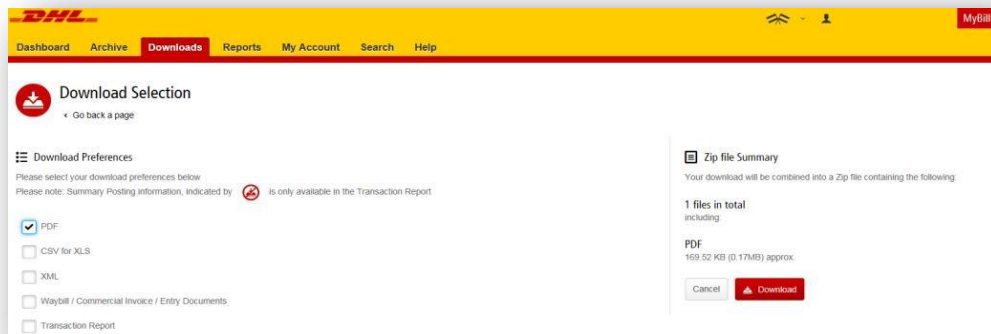 DHL
MyBill
Dashboard Archive Downloads Reports My Account Search Help
Download Selection
‹ Go back a page
Download Preferences
Please select your download preferences below
Please note: Summary Posting information, indicated by is only available in the Transaction Report
PDF
CSV for XLS
XML
Waybill / Commercial Invoice / Entry Documents
Transaction Report
Zip file Summary
Your download will be combined into a Zip file containing the following:
1 files in total
including:
PDF
169.52 KB (0.17MB) approx.
Cancel Download